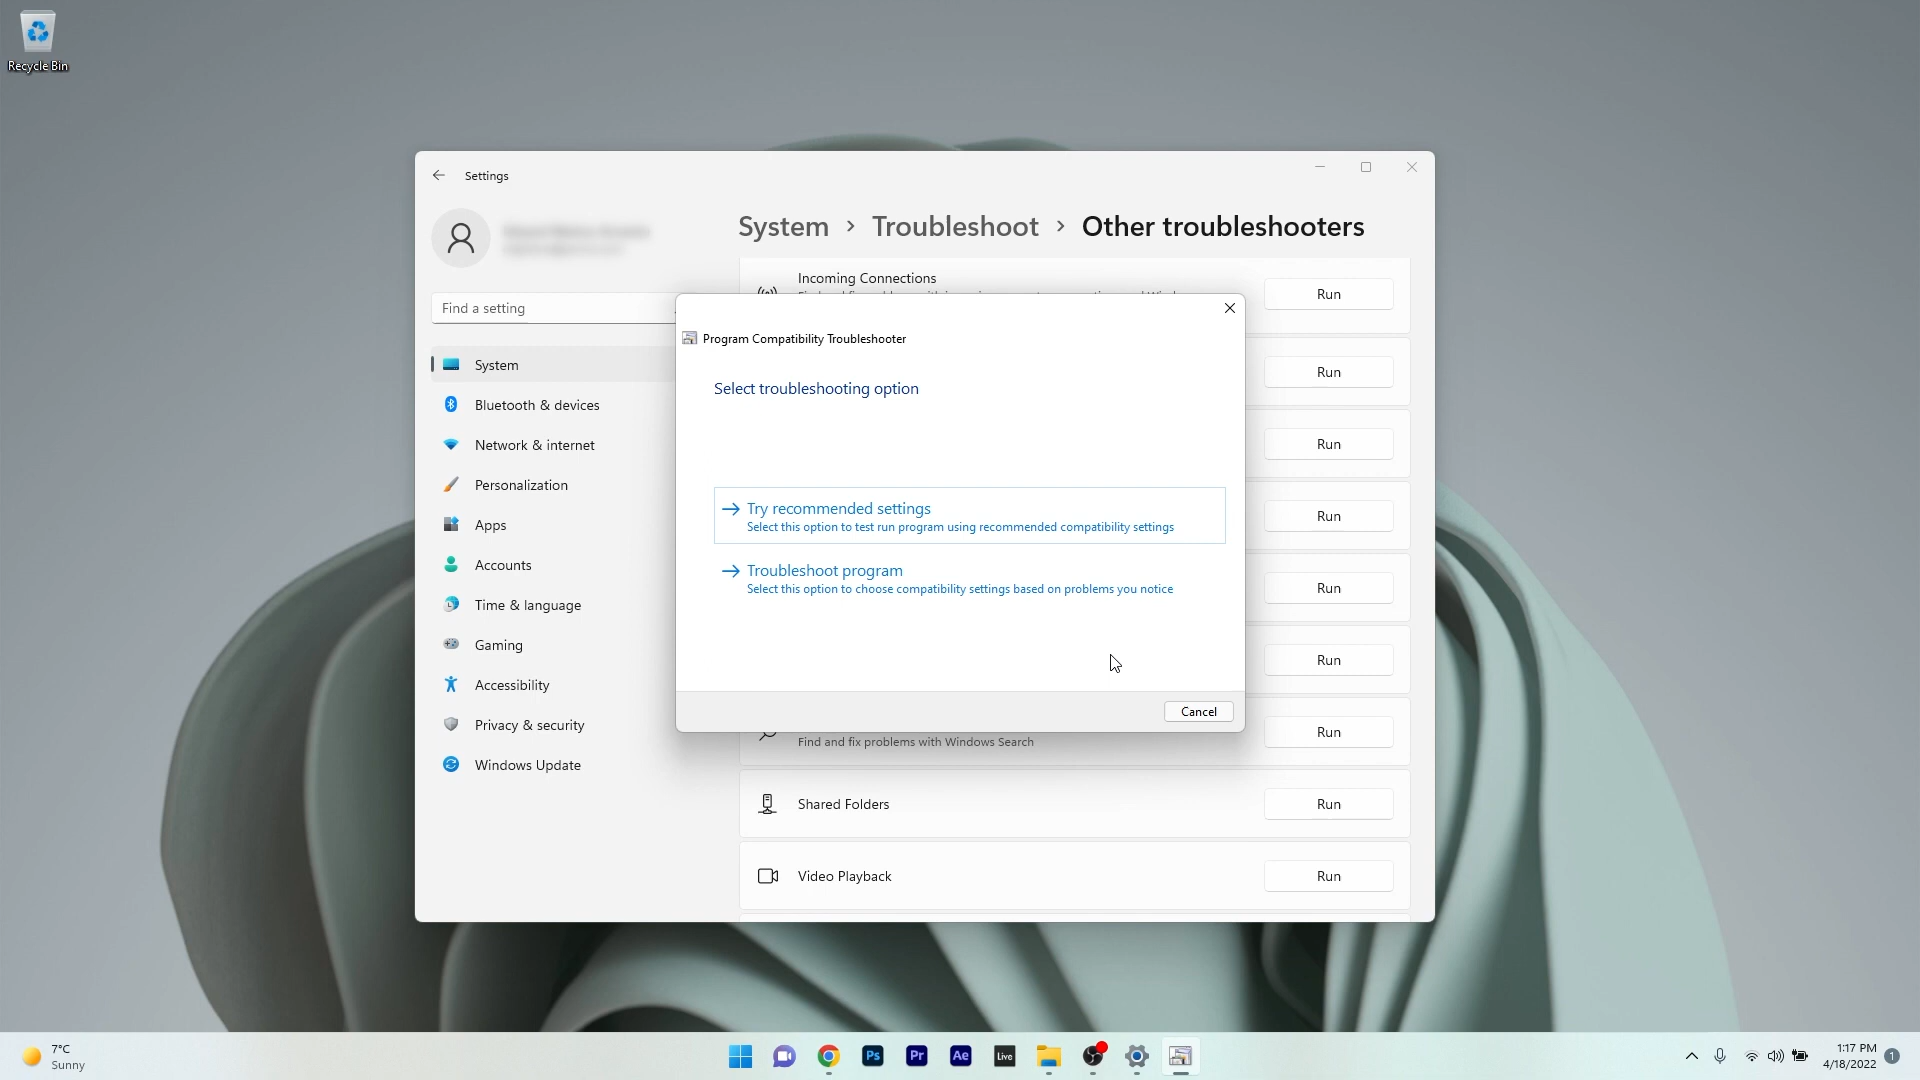 Recycle Bin
Settings
System > Troubleshoot > Other troubleshooters
Find a setting
System
Bluetooth & devices
Network & internet
Personalization
Apps
Accounts
Time & language
Gaming
Accessibility
Privacy & security
Windows Update
Incoming Connections
Run
Run
Run
Run
Run
Run
Program Compatibility Troubleshooter
Select troubleshooting option
Try recommended settings
Select this option to test run program using recommended compatibility settings
Troubleshoot program
Select this option to choose compatibility settings based on problems you notice
Cancel
Find and fix problems with Windows Search
Run
Shared Folders
Run
Video Playback
Run
7°C
Sunny
Ps
Pr
Ae
Live
1:17 PM
4/18/2022
1